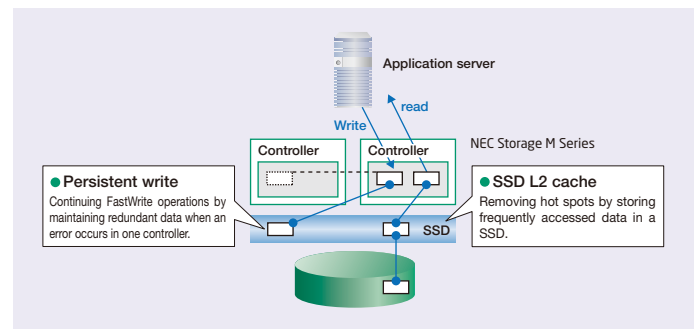 Application server
read
Write
NEC Storage M Series
Controller
Controller
● Persistent write
Continuing FastWrite operations by
maintaining redundant data when an
error occurs in one controller.
● SSD L2 cache
Removing hot spots by storing
frequently accessed data in a
SSD.
SSD